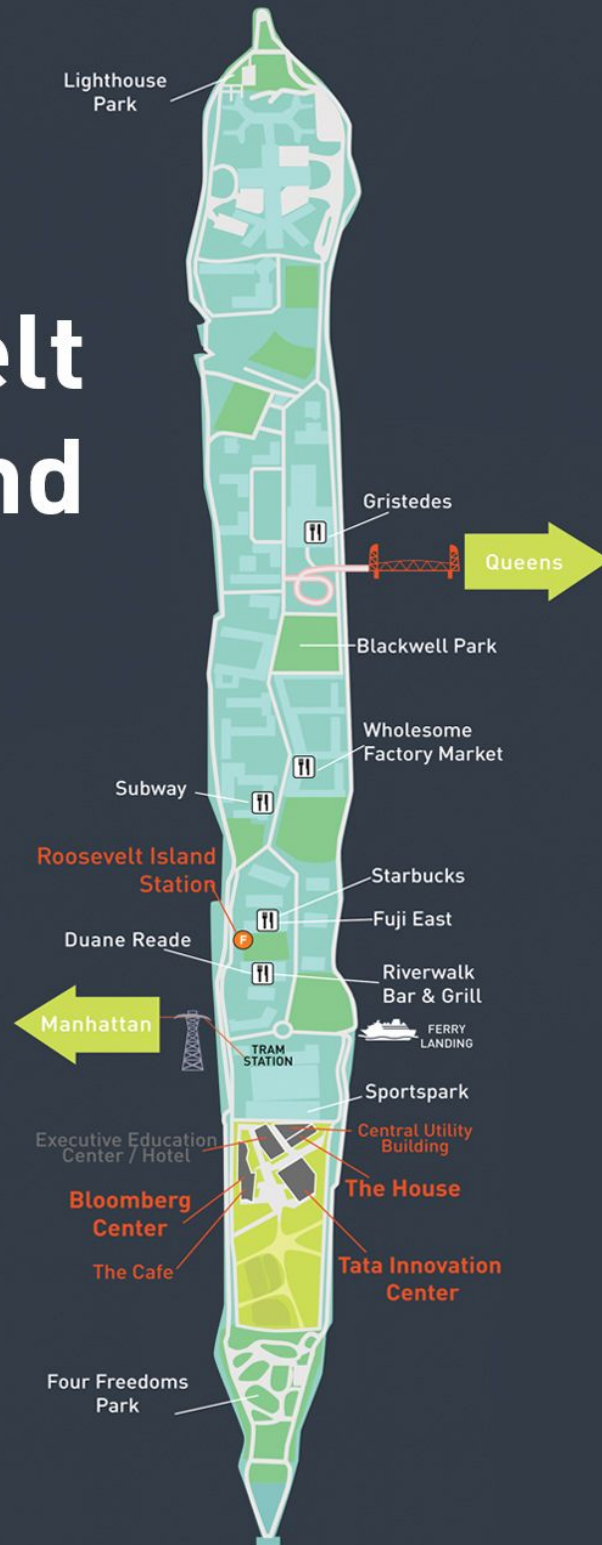 Lighthouse
Park
elt
nd
Gristedes
Queens
Blackwell Park
Wholesome
Factory Market
Subway
Roosevelt Island
Station
Starbucks
Fuji East
F
Duane Reade
Riverwalk
Bar & Grill
Manhattan
FERRY
LANDING
TRAM
STATION
Sportspark
Executive Education
Center / Hotel
Central Utility
Building
The House
Bloomberg
Center
The Cafe
Tata Innovation
Center
Four Freedoms
Park